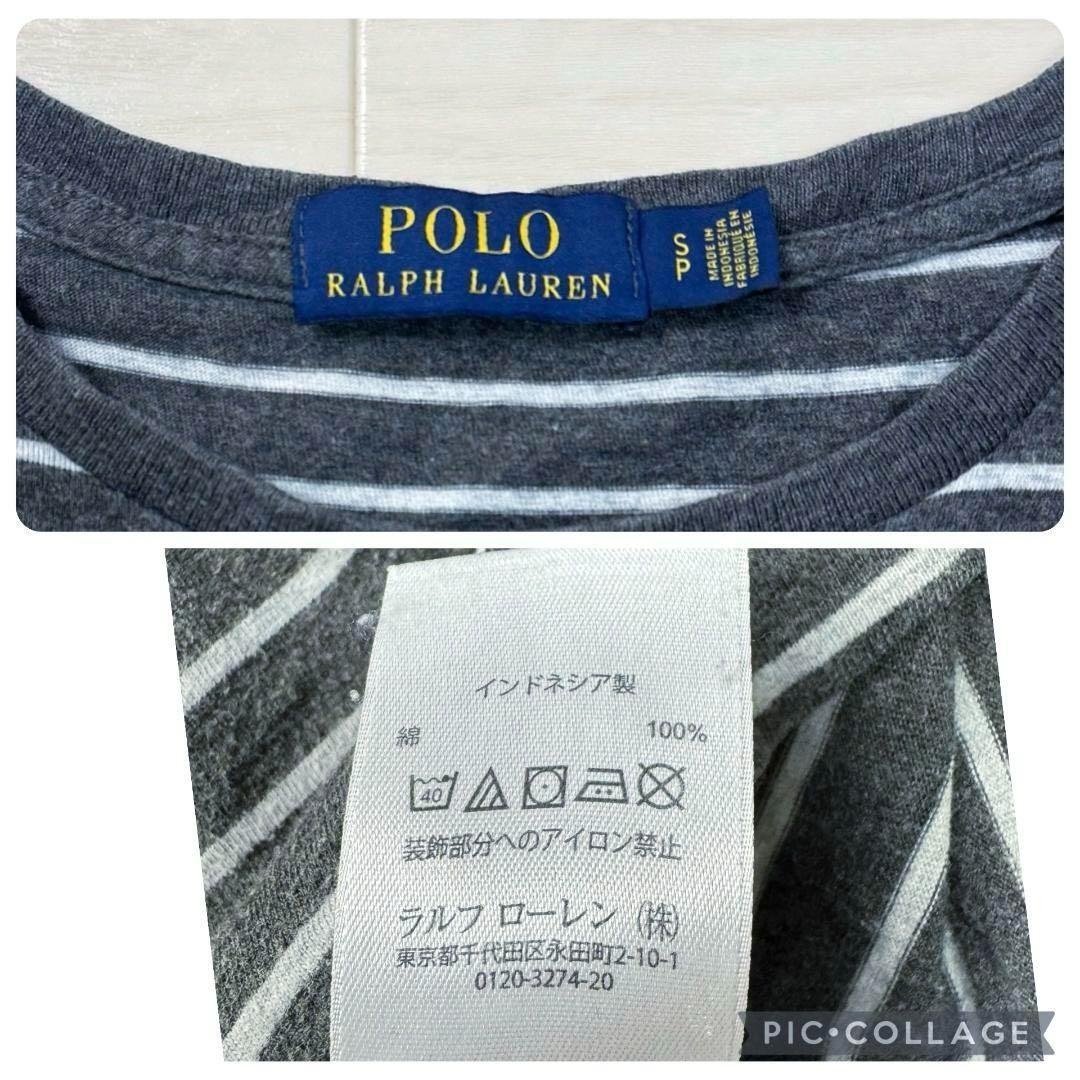 POLO
RALPH LAUREN
S
P
MADE IN
INDONESIA
FABRIQUÉ EN
INDONÉSIE
インドネシア製
綿 100%
40
装飾部分へのアイロン禁止
ラルフ ローレン (株)
東京都千代田区永田町2-10-1
0120-3274-20
PIC•COLLAGE